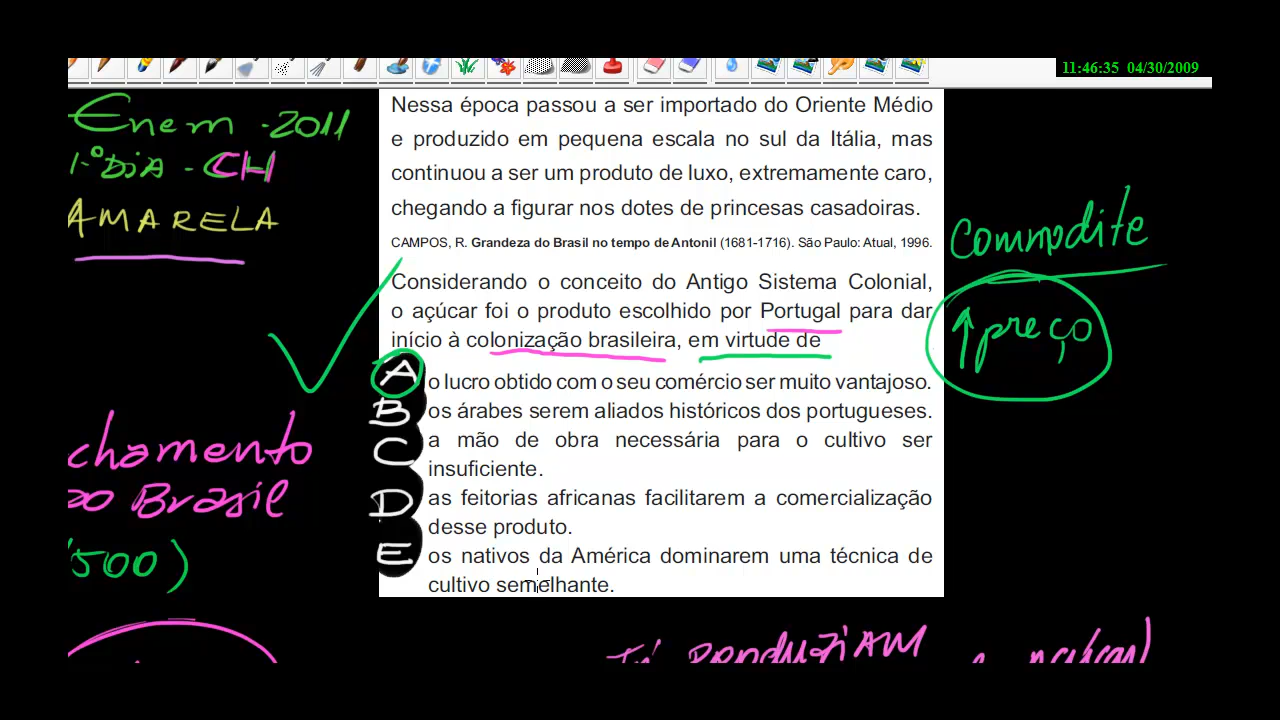 11:46:35 04/30/2009
Enem - 2011
1º DiA - CH
AMARELA
Nessa época passou a ser importado do Oriente Médio
e produzido em pequena escala no sul da Itália, mas
continuou a ser um produto de luxo, extremamente caro,
chegando a figurar nos dotes de princesas casadoiras.
CAMPOS, R. Grandeza do Brasil no tempo de Antonil (1681-1716). São Paulo: Atual, 1996.
Considerando o conceito do Antigo Sistema Colonial,
o açúcar foi o produto escolhido por Portugal para dar
início à colonização brasileira, em virtude de
A o lucro obtido com o seu comércio ser muito vantajoso.
B os árabes serem aliados históricos dos portugueses.
C a mão de obra necessária para o cultivo ser
insuficiente.
D as feitorias africanas facilitarem a comercialização
desse produto.
E os nativos da América dominarem uma técnica de
cultivo semelhante.
Commodite
↑ preço
chamento
do Brasil
500)
Já PRODUZiAM